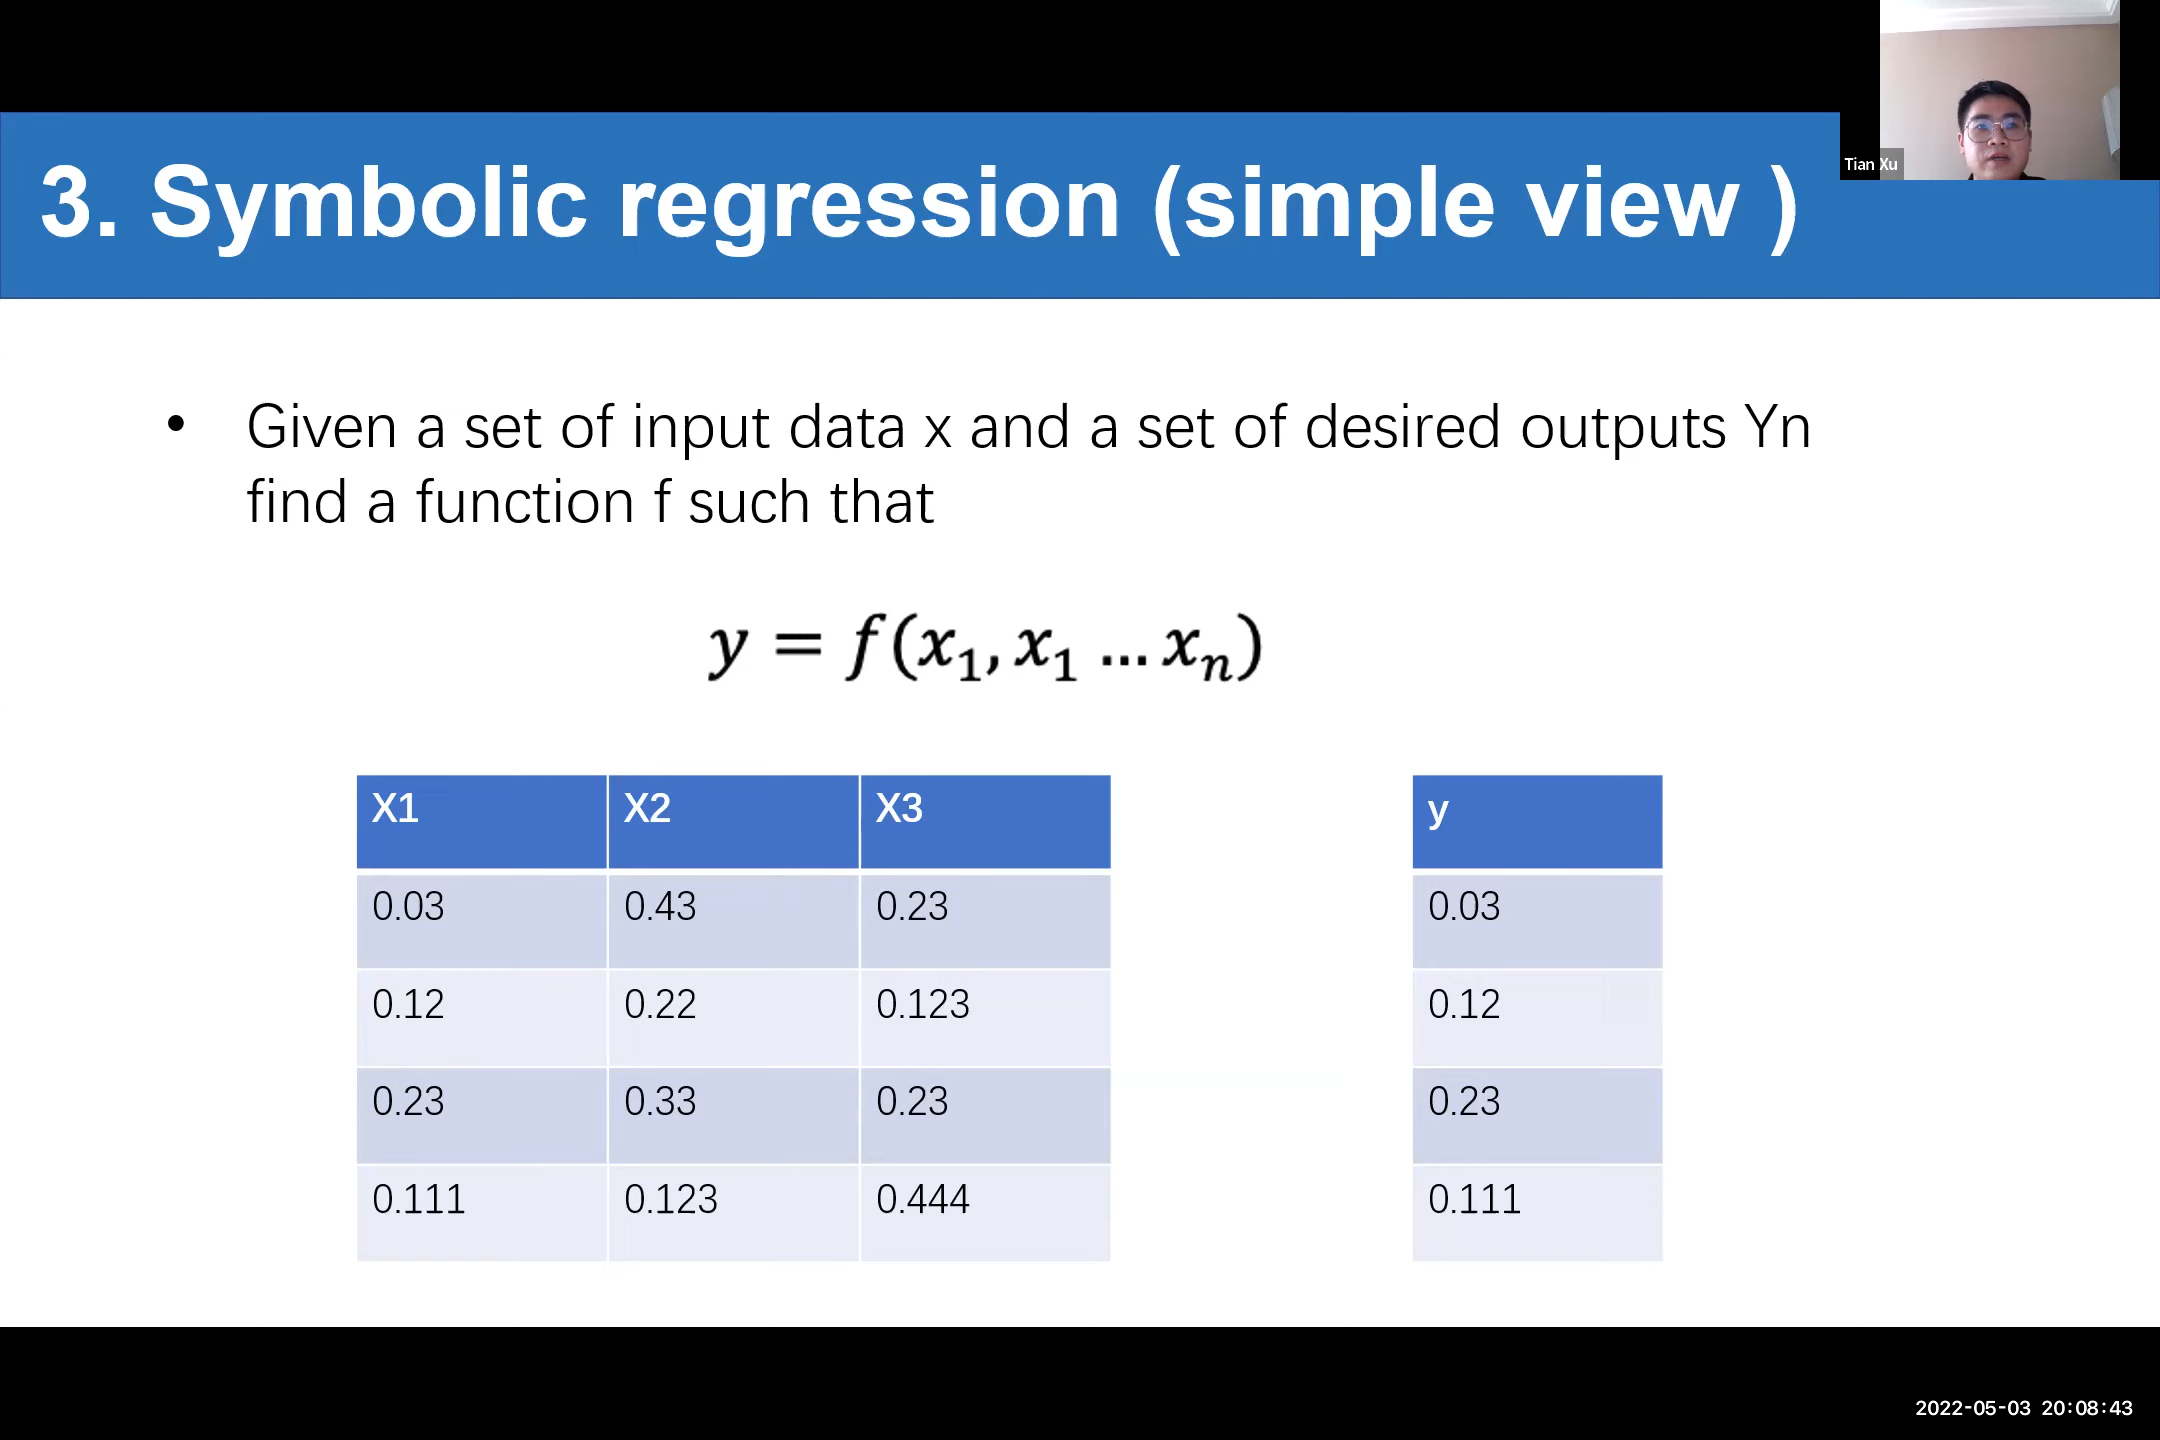 Tian Xu
3. Symbolic regression (simple view )
• Given a set of input data x and a set of desired outputs Yn
find a function f such that
y = f(x₁, x₁ ... xₙ)
X1 X2 X3 y
0.03 0.43 0.23 0.03
0.12 0.22 0.123 0.12
0.23 0.33 0.23 0.23
0.111 0.123 0.444 0.111
2022-05-03 20:08:43